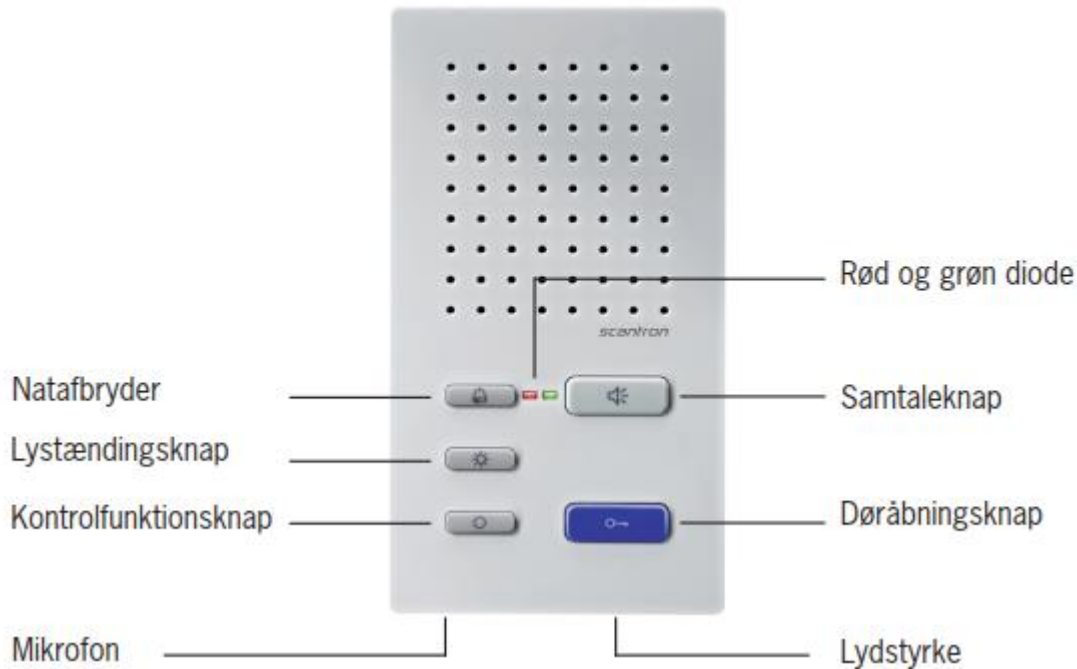 Rød og grøn diode
scantron
Natafbryder
Samtaleknap
Lystændingsknap
Kontrolfunktionsknap
Døråbningsknap
Mikrofon
Lydstyrke